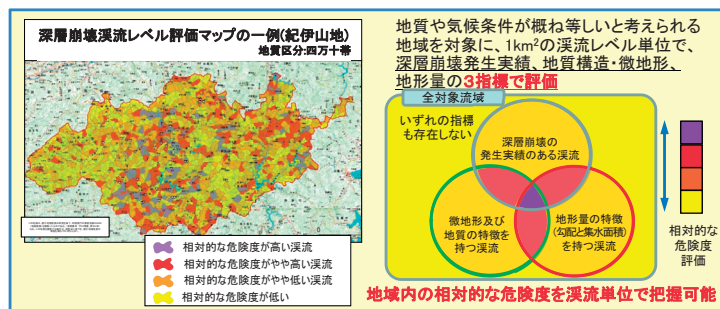 深層崩壊渓流レベル評価マップの一例(紀伊山地)
地質区分:四万十帯
相対的な危険度が高い渓流
相対的な危険度がやや高い渓流
相対的な危険度がやや低い渓流
相対的な危険度が低い
地質や気候条件が概ね等しいと考えられる
地域を対象に、1km²の渓流レベル単位で、
深層崩壊発生実績、地質構造・微地形、
地形量の3指標で評価
全対象流域
いずれの指標
も存在しない
深層崩壊の
発生実績のある渓流
微地形及び
地質の特徴を
持つ渓流
地形量の特徴
(勾配と集水面積)
を持つ渓流
相対的な
危険度
評価
地域内の相対的な危険度を渓流単位で把握可能